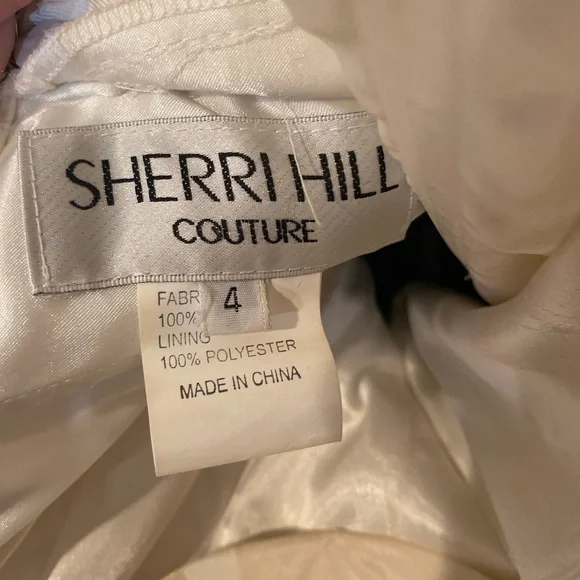 SHERRI HILL
COUTURE
4
FABR
100%
LINING
100% POLYESTER
MADE IN CHINA